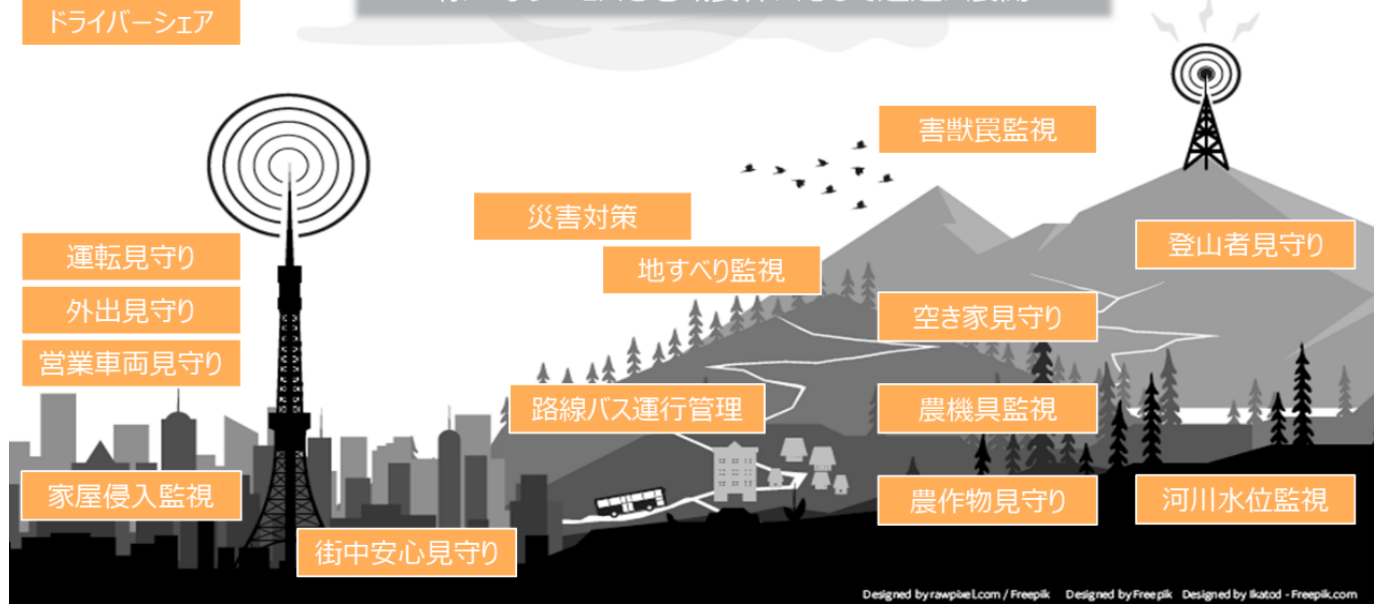 ドライバーシェア
害獣罠監視
災害対策
登山者見守り
運転見守り
地すべり監視
外出見守り
空き家見守り
営業車両見守り
路線バス運行管理
農機具監視
家屋侵入監視
農作物見守り
河川水位監視
街中安心見守り
Designed by rawpixel.com / Freepik Designed by Freepik Designed by Ikatod - Freepik.com